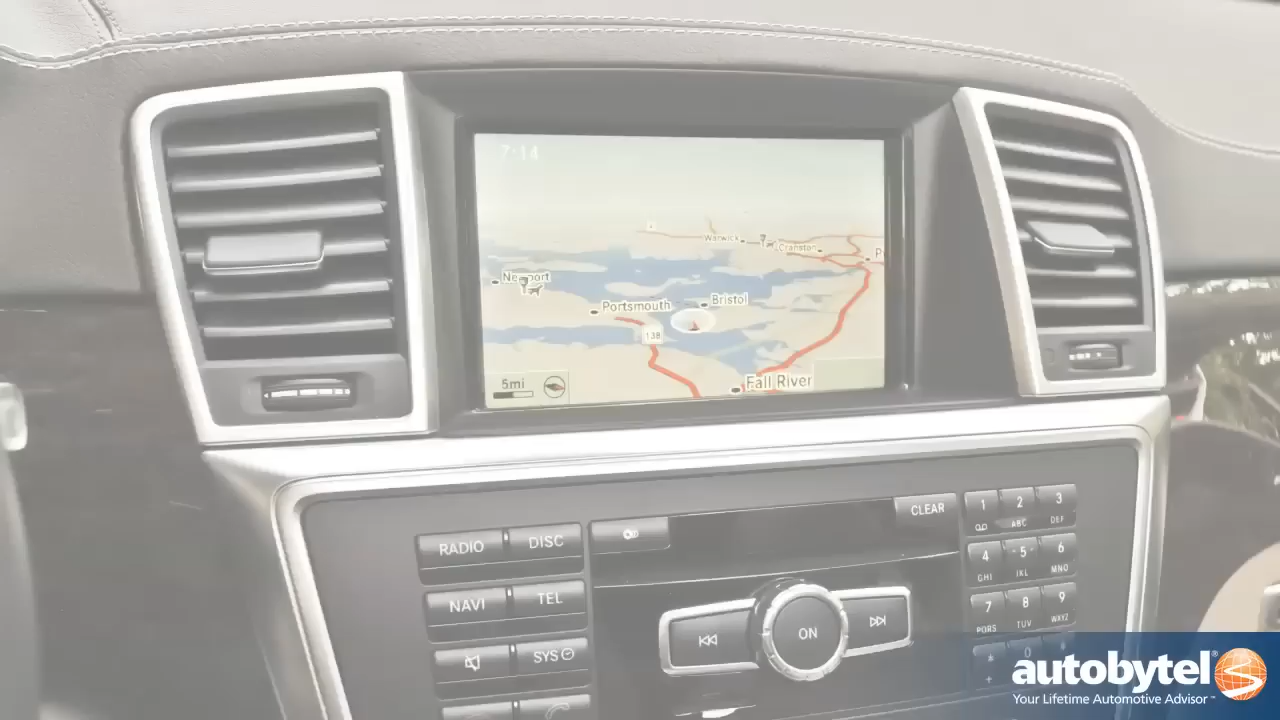 7:14
Warwick
Cranston
P
Newport
Portsmouth
Bristol
138
5mi
Fall River
CLEAR
1
2 ABC
3 DEF
RADIO
DISC
4 GHI
5 JKL
6 MNO
NAVI
TEL
ON
7 PQRS
8 TUV
9 WXYZ
SYS
* +
0
autobytel
Your Lifetime Automotive Advisor™